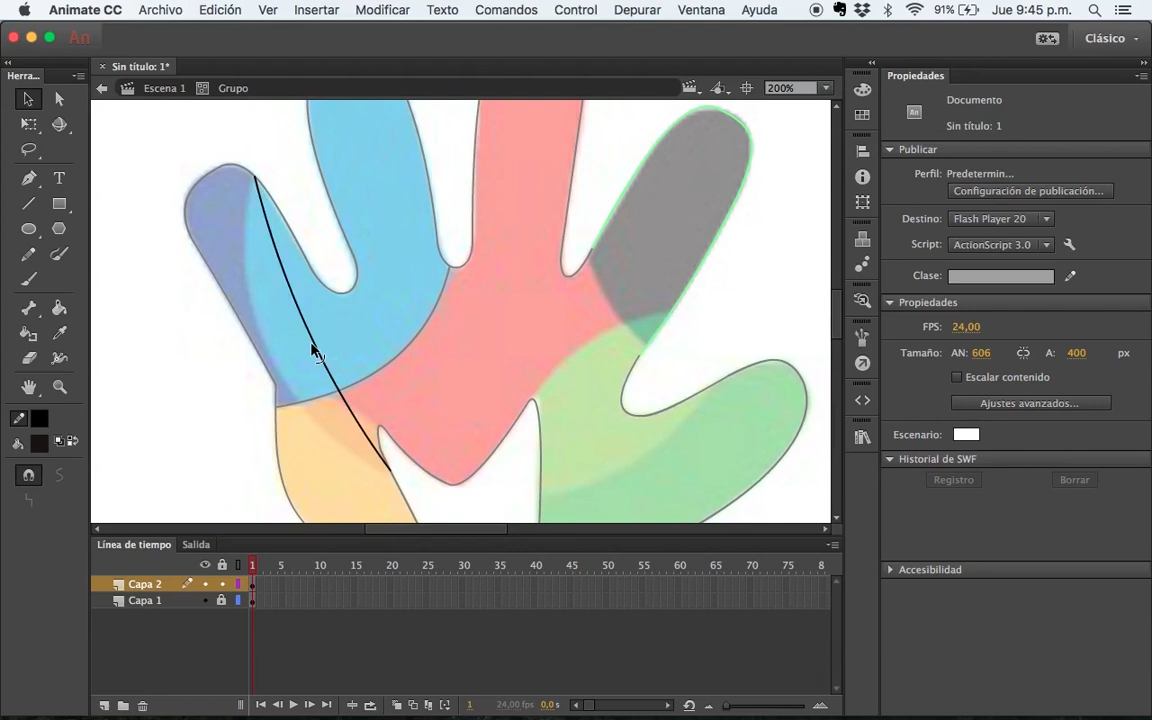 Animate CC Archivo Edición Ver Insertar Modificar Texto Comandos Control Depurar Ventana Ayuda 91% Jue 9:45 p.m.
An Clásico
Herra... Sin título: 1* Propiedades
Escena 1 Grupo 200%
Documento
An Sin título: 1
Publicar
Perfil: Predetermin...
Configuración de publicación...
Destino: Flash Player 20
Script: ActionScript 3.0
Clase:
Propiedades
FPS: 24,00
Tamaño: AN: 606 A: 400 px
Escalar contenido
Ajustes avanzados...
Escenario:
Historial de SWF
Registro Borrar
Accesibilidad
Línea de tiempo Salida
1 5 10 15 20 25 30 35 40 45 50 55 60 65 70 75 8
Capa 2
Capa 1
1 24,00 fps 0,0 s